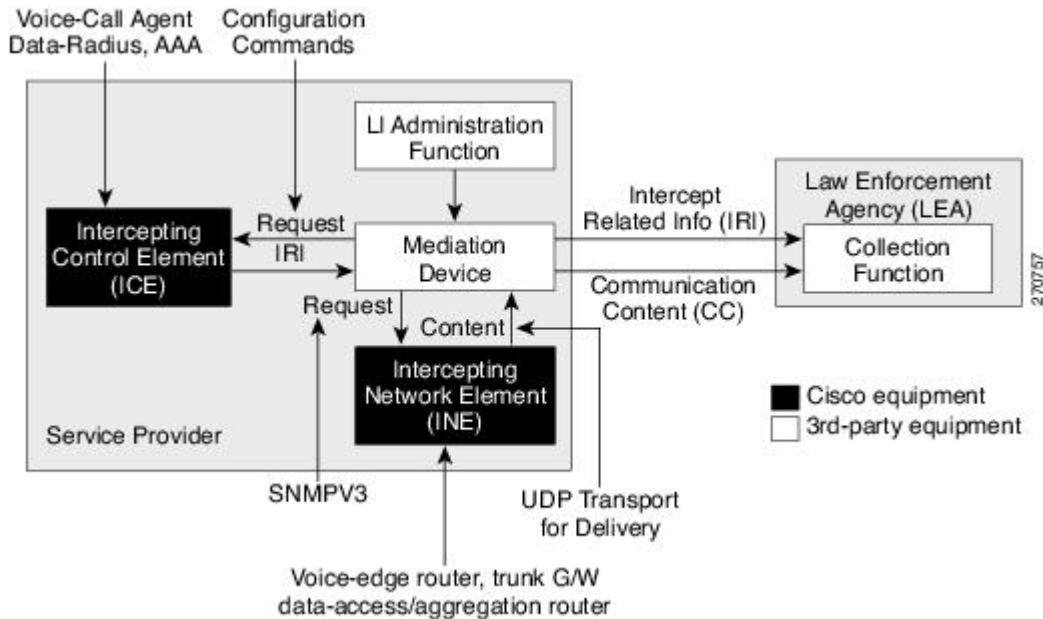 Voice-Call Agent
Data-Radius, AAA
Configuration
Commands
LI Administration
Function
Intercepting
Control Element
(ICE)
Request
IRI
Mediation
Device
Intercept
Related Info (IRI)
Communication
Content (CC)
Law Enforcement
Agency (LEA)
Collection
Function
270757
Request
Content
Intercepting
Network Element
(INE)
Service Provider
Cisco equipment
3rd-party equipment
SNMPV3
UDP Transport
for Delivery
Voice-edge router, trunk G/W
data-access/aggregation router